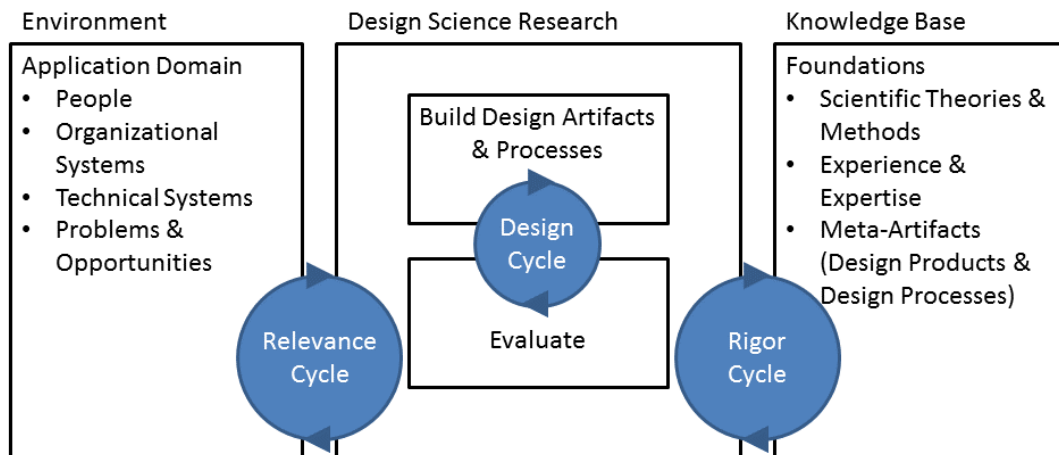 Environment
Design Science Research
Knowledge Base
Application Domain
• People
• Organizational
Systems
• Technical Systems
• Problems &
Opportunities
Build Design Artifacts
& Processes
Design
Cycle
Evaluate
Relevance
Cycle
Rigor
Cycle
Foundations
• Scientific Theories &
Methods
• Experience &
Expertise
• Meta-Artifacts
(Design Products &
Design Processes)